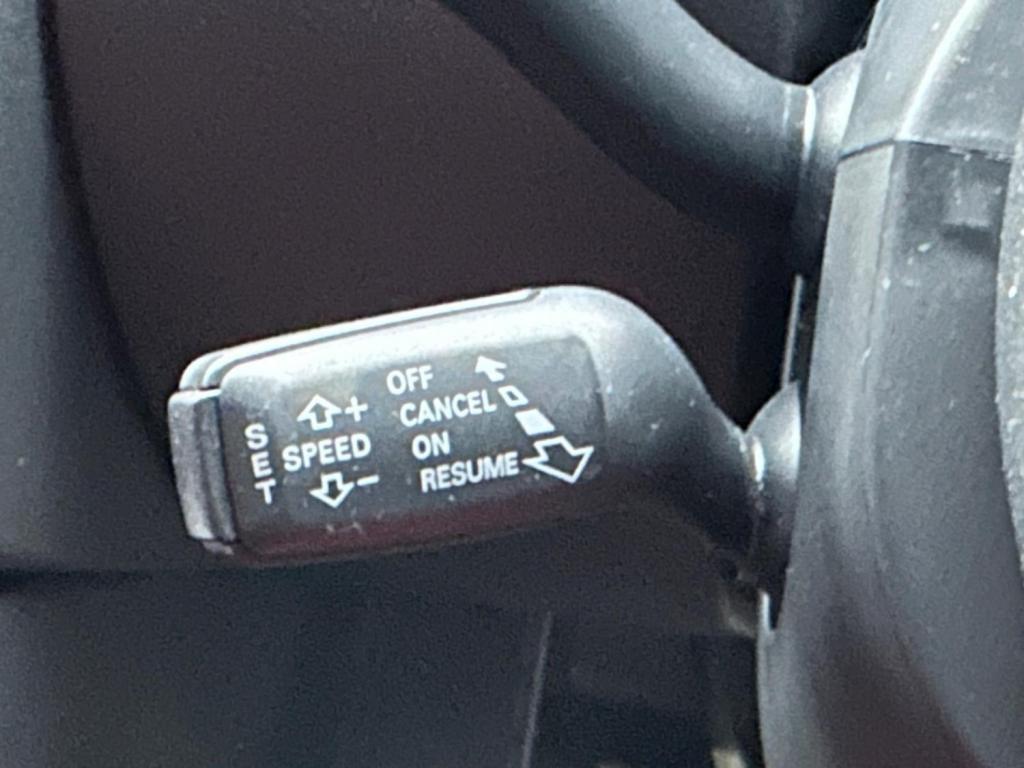 SET
+
SPEED
-
OFF
CANCEL
ON
RESUME